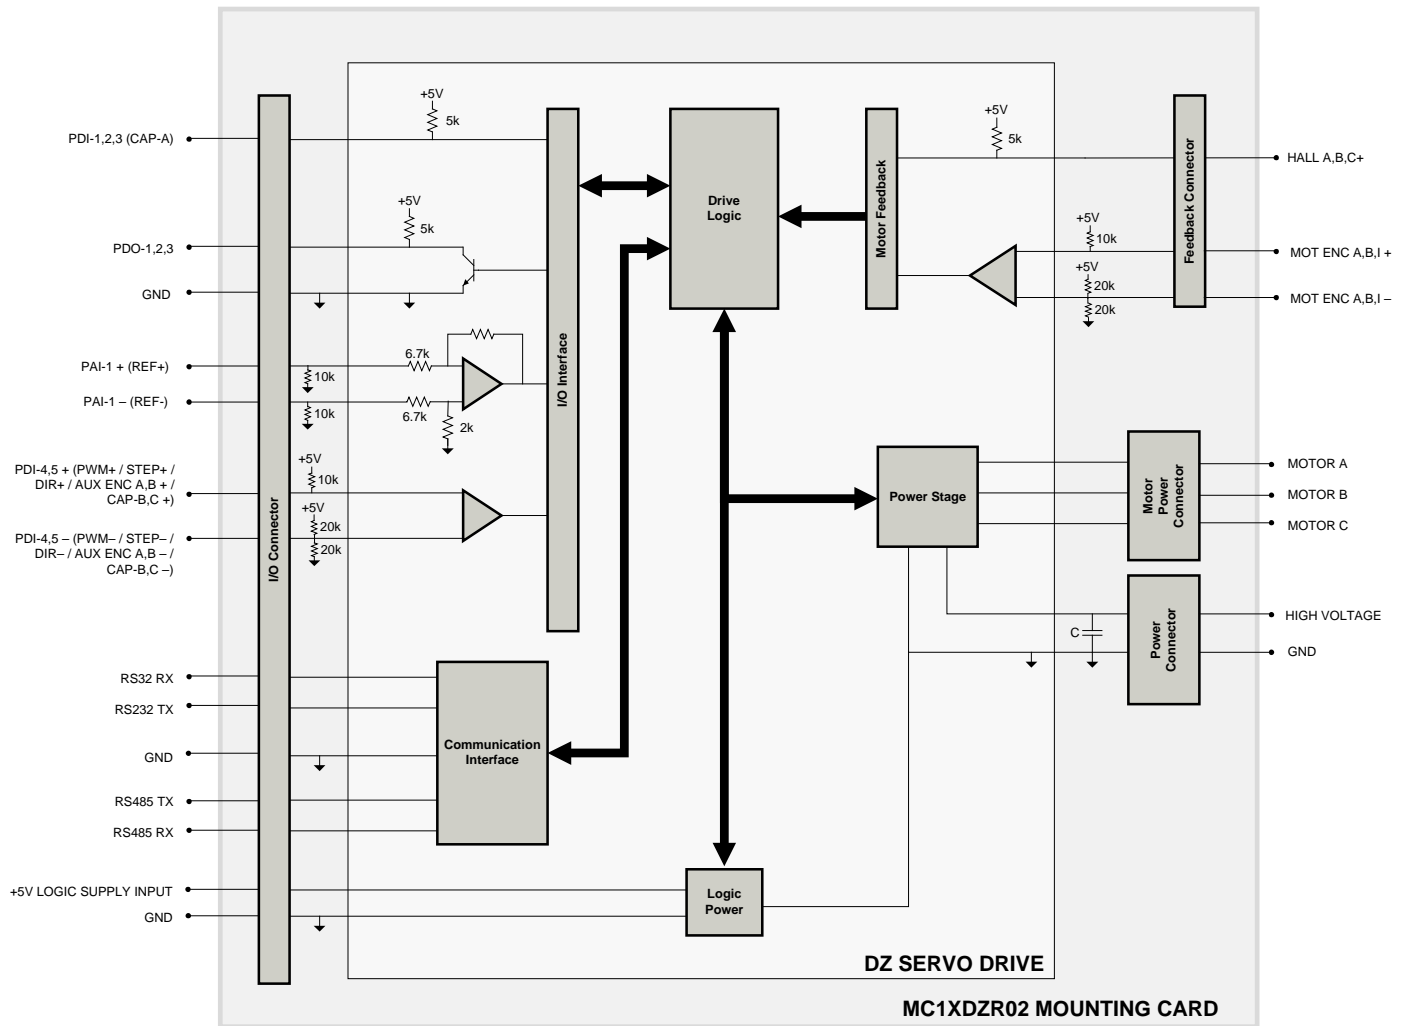 PDI-1,2,3 (CAP-A)
+5V
5k
PDO-1,2,3
+5V
5k
GND
PAI-1 + (REF+)
10k
6.7k
PAI-1 – (REF-)
10k
6.7k
2k
PDI-4,5 + (PWM+ / STEP+ /
DIR+ / AUX ENC A,B + /
CAP-B,C +)
+5V
10k
PDI-4,5 – (PWM– / STEP– /
DIR– / AUX ENC A,B – /
CAP-B,C –)
+5V
20k
20k
I/O Connector
I/O Interface
RS32 RX
RS232 TX
GND
RS485 TX
RS485 RX
Communication
Interface
+5V LOGIC SUPPLY INPUT
GND
Logic
Power
Drive
Logic
Motor Feedback
+5V
5k
+5V
10k
+5V
20k
20k
Feedback Connector
HALL A,B,C+
MOT ENC A,B,I +
MOT ENC A,B,I –
Power Stage
Motor
Power
Connector
MOTOR A
MOTOR B
MOTOR C
C
Power
Connector
HIGH VOLTAGE
GND
DZ SERVO DRIVE
MC1XDZR02 MOUNTING CARD